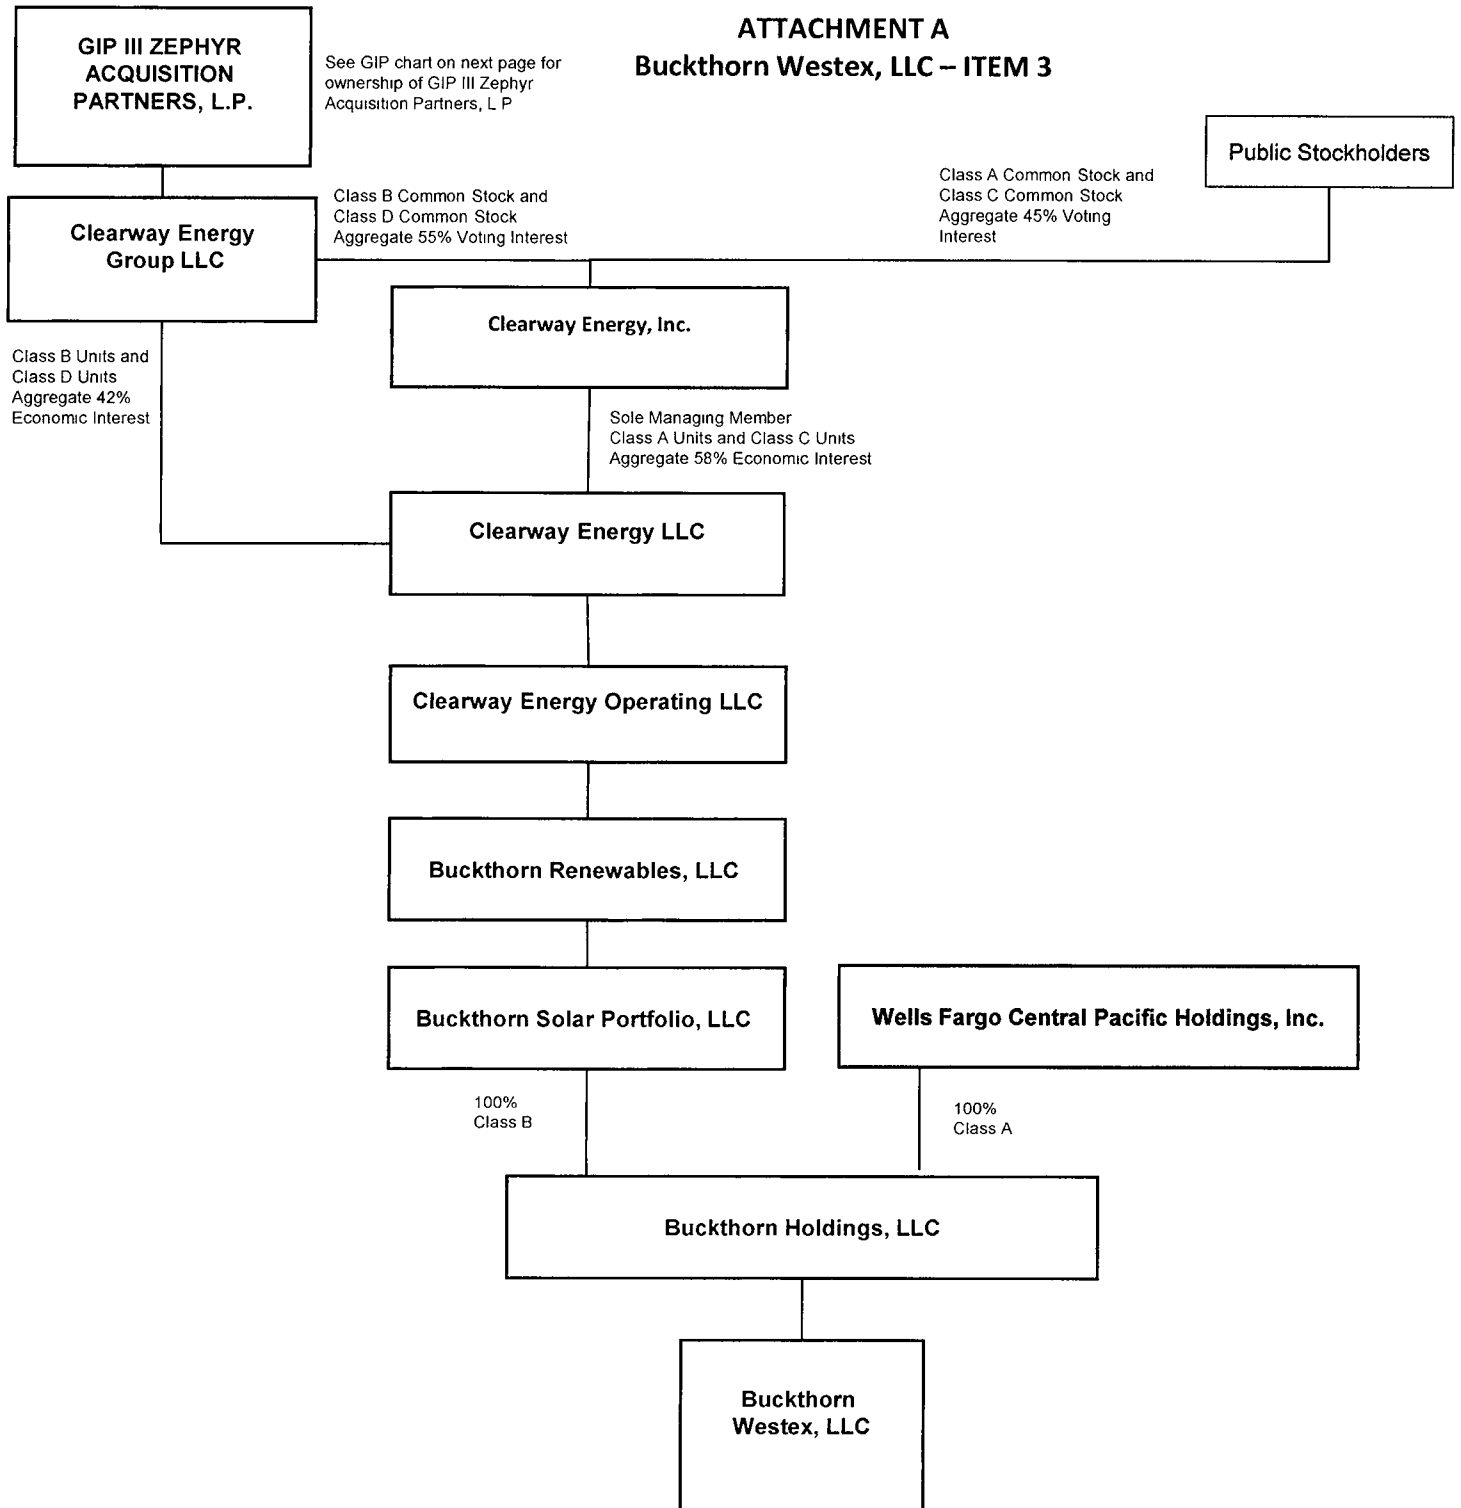 ATTACHMENT A
Buckthorn Westex, LLC – ITEM 3
GIP III ZEPHYR
ACQUISITION
PARTNERS, L.P.
See GIP chart on next page for
ownership of GIP III Zephyr
Acquisition Partners, L P
Public Stockholders
Clearway Energy
Group LLC
Class B Common Stock and
Class D Common Stock
Aggregate 55% Voting Interest
Class A Common Stock and
Class C Common Stock
Aggregate 45% Voting
Interest
Clearway Energy, Inc.
Class B Units and
Class D Units
Aggregate 42%
Economic Interest
Sole Managing Member
Class A Units and Class C Units
Aggregate 58% Economic Interest
Clearway Energy LLC
Clearway Energy Operating LLC
Buckthorn Renewables, LLC
Buckthorn Solar Portfolio, LLC
Wells Fargo Central Pacific Holdings, Inc.
100%
Class B
100%
Class A
Buckthorn Holdings, LLC
Buckthorn
Westex, LLC